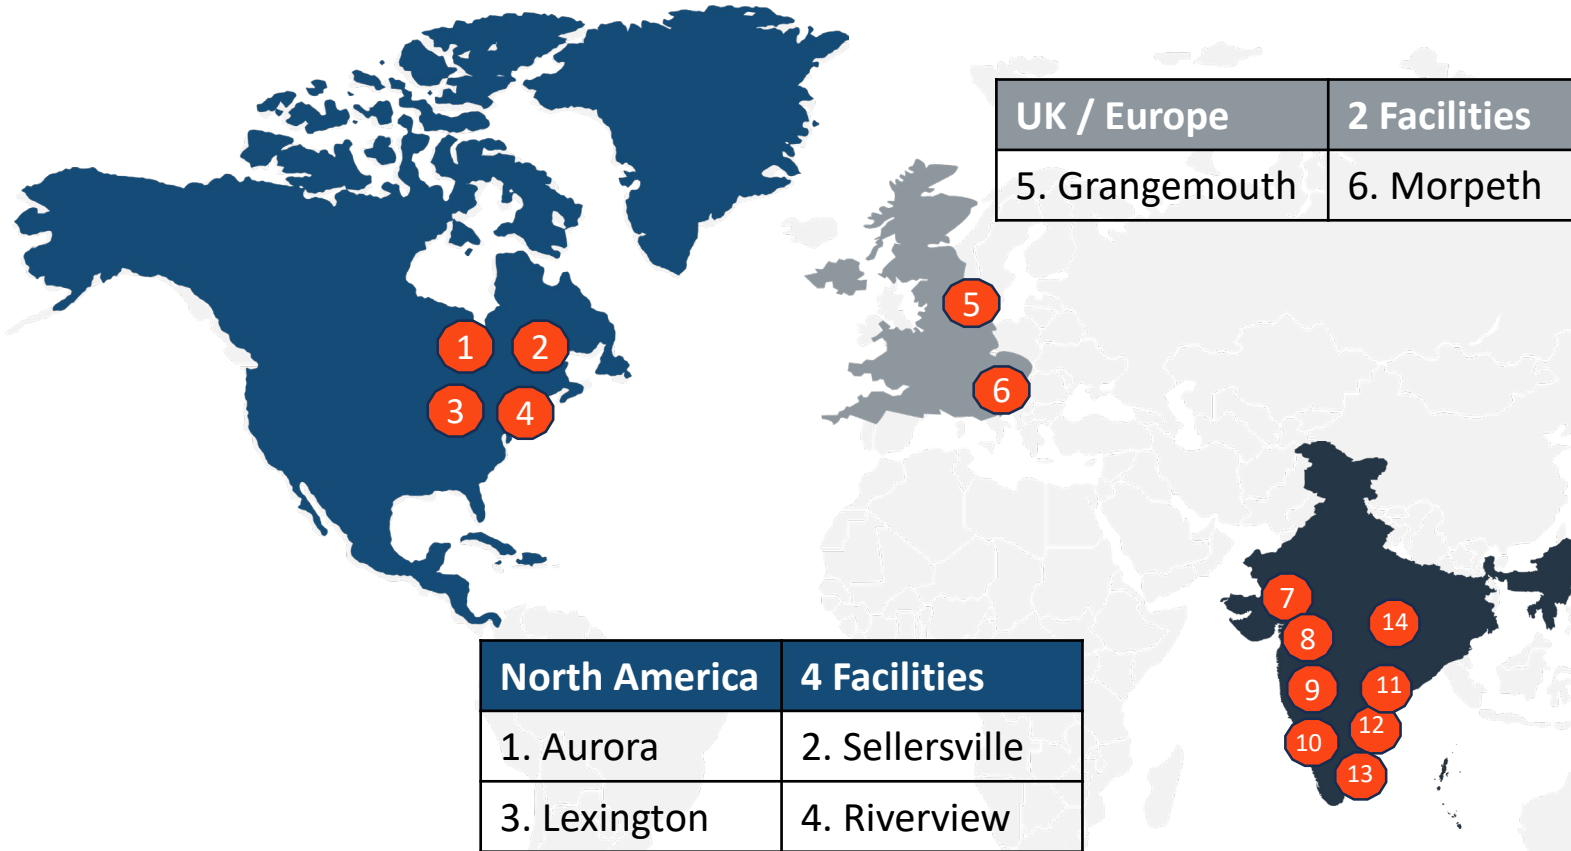 UK / Europe 2 Facilities
5. Grangemouth 6. Morpeth
5
1 2
3 4
6
7
8
14
9
11
12
10
13
North America 4 Facilities
1. Aurora 2. Sellersville
3. Lexington 4. Riverview